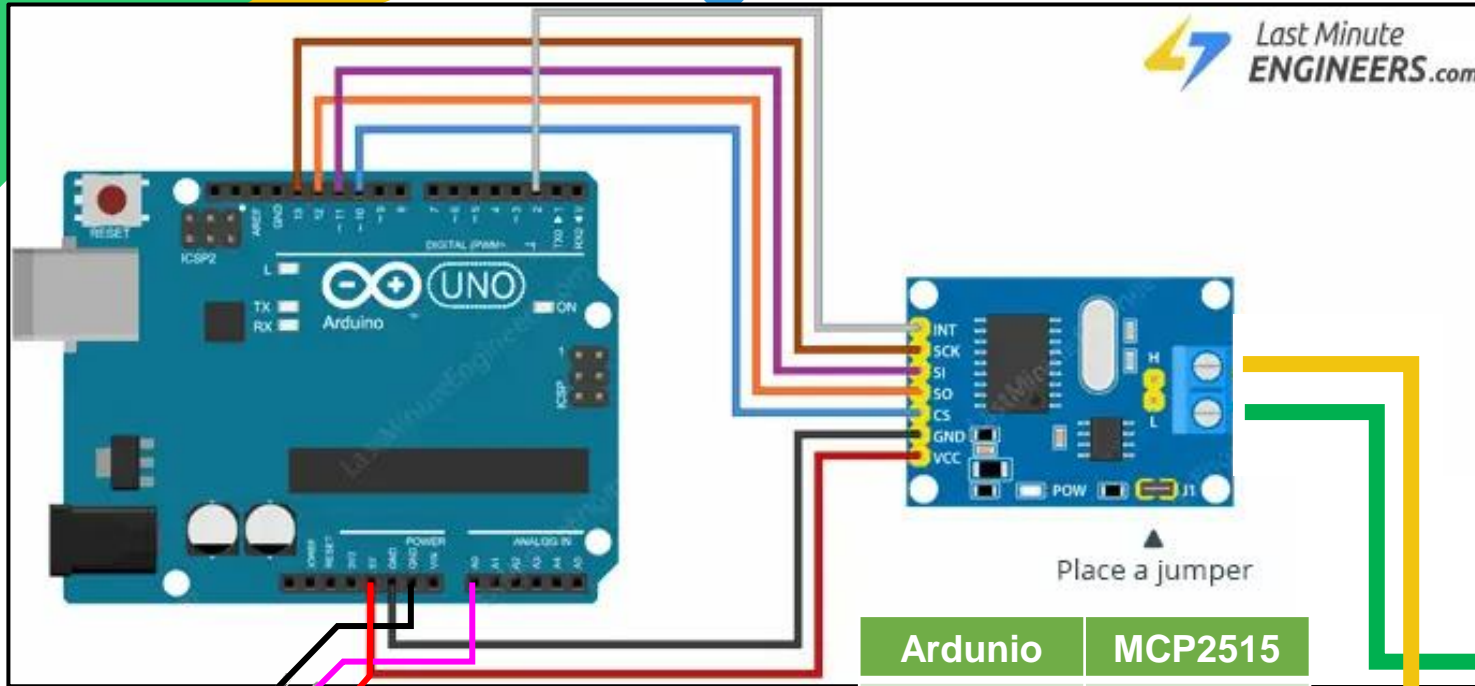 Last Minute
ENGINEERS.com
RESET
ICSP2
AREF
GND
13
12
~11
~10
~9
8
7
~6
~5
4
~3
2
TX0 ▶ 1
RX0 ◀ 0
DIGITAL (PWM~)
L
TX
RX
UNO
Arduino
ON
1
ICSP
INT
SCK
SI
SO
CS
GND
VCC
H
L
POW
J1
Place a jumper
POWER
ANALOG IN
IOREF
RESET
3V3
5V
GND
GND
VIN
A0
A1
A2
A3
A4
A5
Ardunio MCP2515